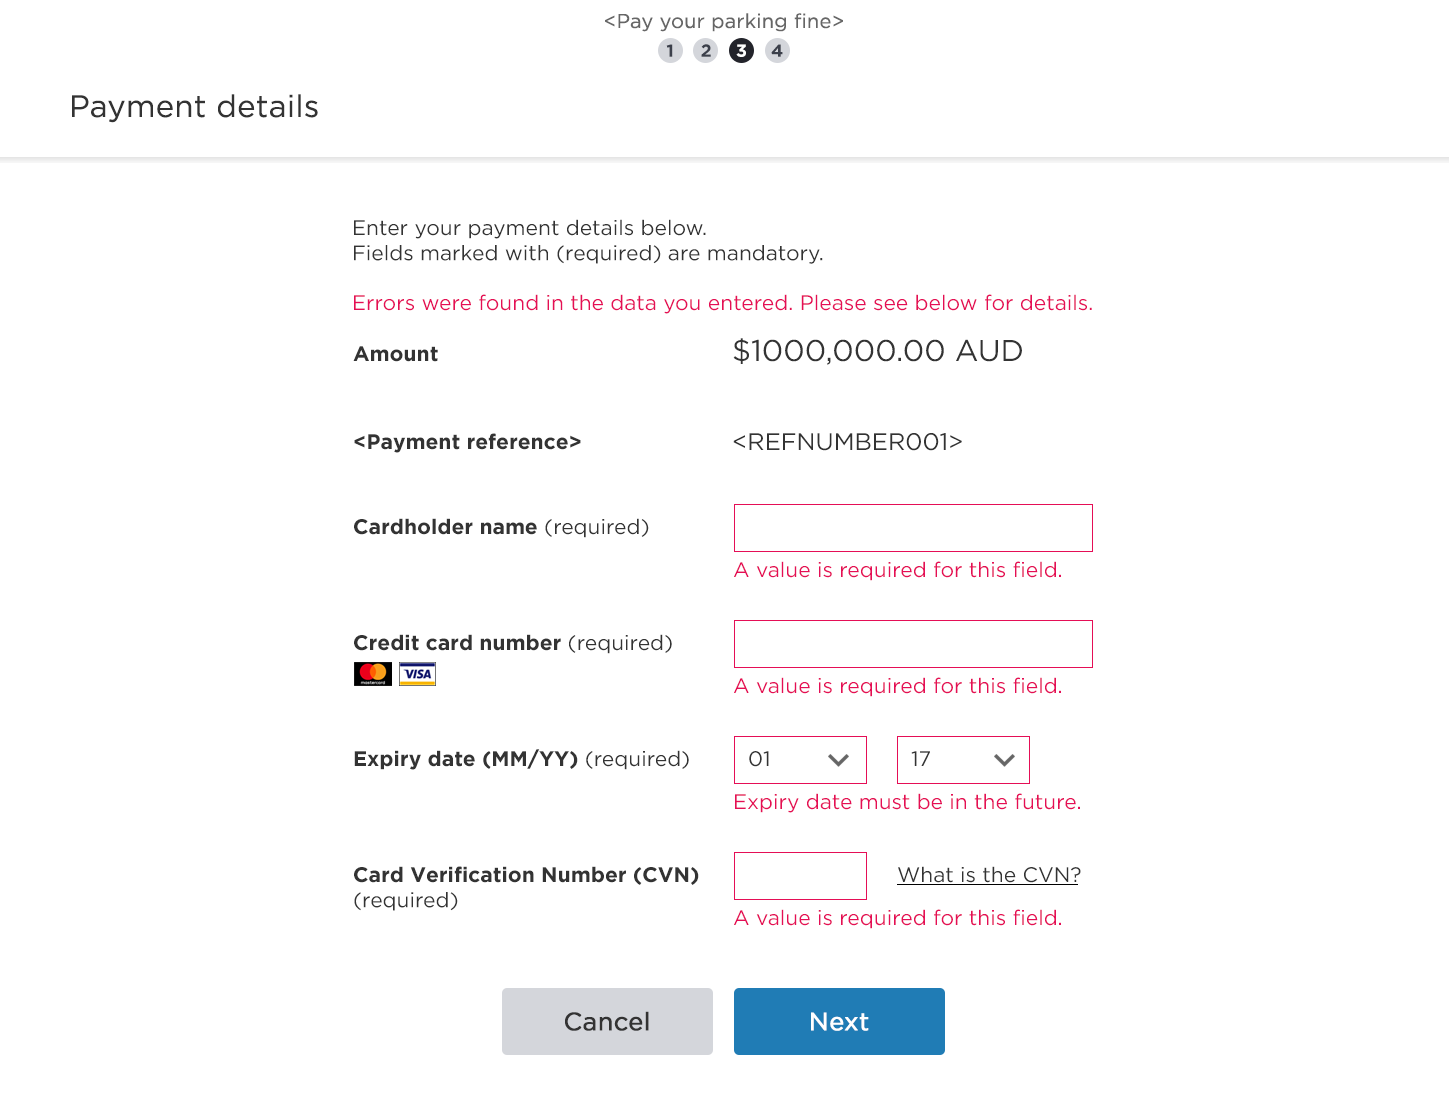 <Pay your parking fine>
1 2 3 4
Payment details
Enter your payment details below.
Fields marked with (required) are mandatory.
Errors were found in the data you entered. Please see below for details.
Amount $1000,000.00 AUD
<Payment reference> <REFNUMBER001>
Cardholder name (required)
A value is required for this field.
Credit card number (required)
mastercard VISA
A value is required for this field.
Expiry date (MM/YY) (required) 01 17
Expiry date must be in the future.
Card Verification Number (CVN) What is the CVN?
(required)
A value is required for this field.
Cancel Next